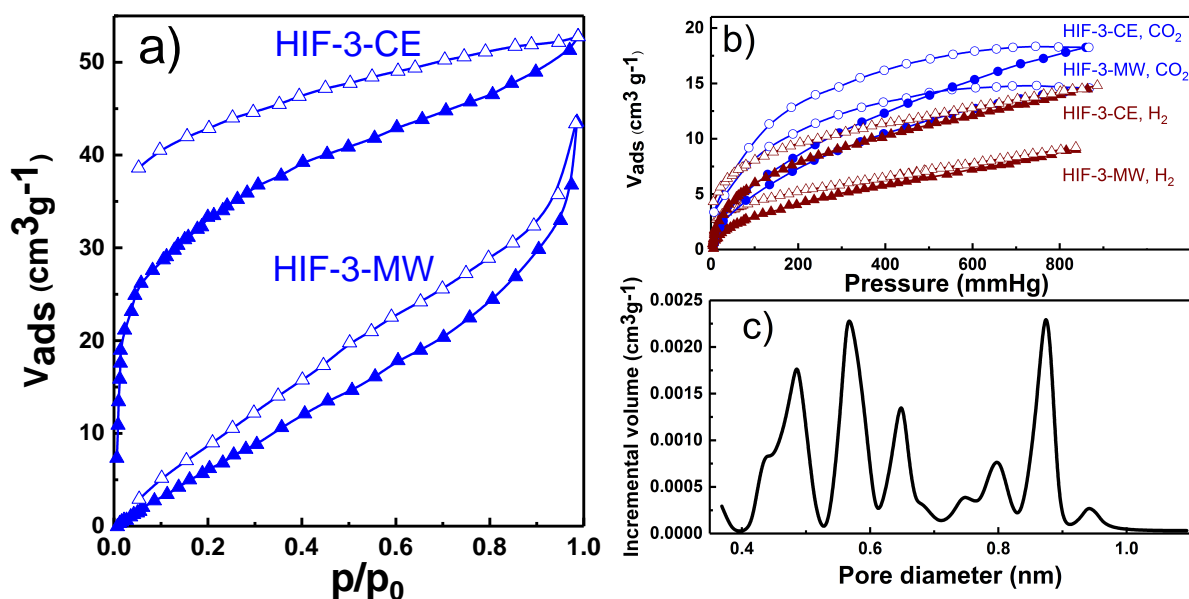 a)
HIF-3-CE
HIF-3-MW
Vads (cm³g-1)
50
40
30
20
10
0
0.0 0.2 0.4 0.6 0.8 1.0
p/p₀
b)
HIF-3-CE, CO₂
HIF-3-MW, CO₂
HIF-3-CE, H₂
HIF-3-MW, H₂
Vads (cm³ g-1)
20
15
10
5
0
0 200 400 600 800
Pressure (mmHg)
c)
Incremental volume (cm³g-1)
0.0025
0.0020
0.0015
0.0010
0.0005
0.0000
0.4 0.6 0.8 1.0
Pore diameter (nm)